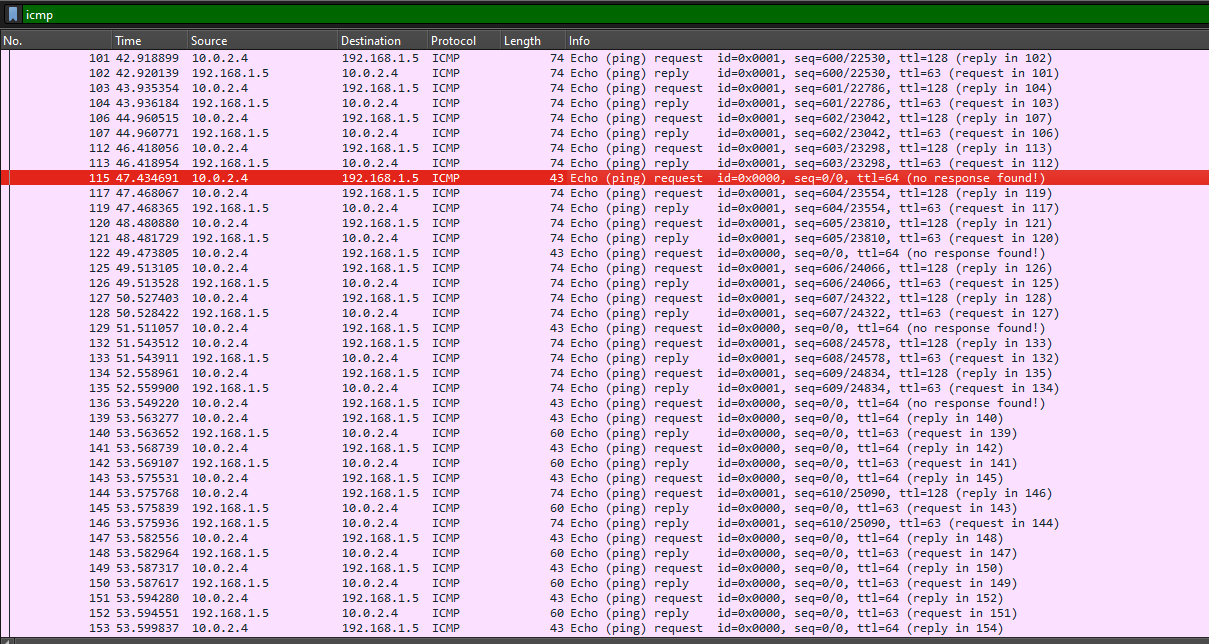 icmp
No. Time Source Destination Protocol Length Info
101 42.918899 10.0.2.4 192.168.1.5 ICMP 74 Echo (ping) request id=0x0001, seq=600/22530, ttl=128 (reply in 102)
102 42.920139 192.168.1.5 10.0.2.4 ICMP 74 Echo (ping) reply id=0x0001, seq=600/22530, ttl=63 (request in 101)
103 43.935354 10.0.2.4 192.168.1.5 ICMP 74 Echo (ping) request id=0x0001, seq=601/22786, ttl=128 (reply in 104)
104 43.936184 192.168.1.5 10.0.2.4 ICMP 74 Echo (ping) reply id=0x0001, seq=601/22786, ttl=63 (request in 103)
106 44.960515 10.0.2.4 192.168.1.5 ICMP 74 Echo (ping) request id=0x0001, seq=602/23042, ttl=128 (reply in 107)
107 44.960771 192.168.1.5 10.0.2.4 ICMP 74 Echo (ping) reply id=0x0001, seq=602/23042, ttl=63 (request in 106)
112 46.418056 10.0.2.4 192.168.1.5 ICMP 74 Echo (ping) request id=0x0001, seq=603/23298, ttl=128 (reply in 113)
113 46.418954 192.168.1.5 10.0.2.4 ICMP 74 Echo (ping) reply id=0x0001, seq=603/23298, ttl=63 (request in 112)
115 47.434691 10.0.2.4 192.168.1.5 ICMP 43 Echo (ping) request id=0x0000, seq=0/0, ttl=64 (no response found!)
117 47.468067 10.0.2.4 192.168.1.5 ICMP 74 Echo (ping) request id=0x0001, seq=604/23554, ttl=128 (reply in 119)
119 47.468365 192.168.1.5 10.0.2.4 ICMP 74 Echo (ping) reply id=0x0001, seq=604/23554, ttl=63 (request in 117)
120 48.480880 10.0.2.4 192.168.1.5 ICMP 74 Echo (ping) request id=0x0001, seq=605/23810, ttl=128 (reply in 121)
121 48.481729 192.168.1.5 10.0.2.4 ICMP 74 Echo (ping) reply id=0x0001, seq=605/23810, ttl=63 (request in 120)
122 49.473805 10.0.2.4 192.168.1.5 ICMP 43 Echo (ping) request id=0x0000, seq=0/0, ttl=64 (no response found!)
125 49.513105 10.0.2.4 192.168.1.5 ICMP 74 Echo (ping) request id=0x0001, seq=606/24066, ttl=128 (reply in 126)
126 49.513528 192.168.1.5 10.0.2.4 ICMP 74 Echo (ping) reply id=0x0001, seq=606/24066, ttl=63 (request in 125)
127 50.527403 10.0.2.4 192.168.1.5 ICMP 74 Echo (ping) request id=0x0001, seq=607/24322, ttl=128 (reply in 128)
128 50.528422 192.168.1.5 10.0.2.4 ICMP 74 Echo (ping) reply id=0x0001, seq=607/24322, ttl=63 (request in 127)
129 51.511057 10.0.2.4 192.168.1.5 ICMP 43 Echo (ping) request id=0x0000, seq=0/0, ttl=64 (no response found!)
132 51.543512 10.0.2.4 192.168.1.5 ICMP 74 Echo (ping) request id=0x0001, seq=608/24578, ttl=128 (reply in 133)
133 51.543911 192.168.1.5 10.0.2.4 ICMP 74 Echo (ping) reply id=0x0001, seq=608/24578, ttl=63 (request in 132)
134 52.558961 10.0.2.4 192.168.1.5 ICMP 74 Echo (ping) request id=0x0001, seq=609/24834, ttl=128 (reply in 135)
135 52.559900 192.168.1.5 10.0.2.4 ICMP 74 Echo (ping) reply id=0x0001, seq=609/24834, ttl=63 (request in 134)
136 53.549220 10.0.2.4 192.168.1.5 ICMP 43 Echo (ping) request id=0x0000, seq=0/0, ttl=64 (no response found!)
139 53.563277 10.0.2.4 192.168.1.5 ICMP 43 Echo (ping) request id=0x0000, seq=0/0, ttl=64 (reply in 140)
140 53.563652 192.168.1.5 10.0.2.4 ICMP 60 Echo (ping) reply id=0x0000, seq=0/0, ttl=63 (request in 139)
141 53.568739 10.0.2.4 192.168.1.5 ICMP 43 Echo (ping) request id=0x0000, seq=0/0, ttl=64 (reply in 142)
142 53.569107 192.168.1.5 10.0.2.4 ICMP 60 Echo (ping) reply id=0x0000, seq=0/0, ttl=63 (request in 141)
143 53.575531 10.0.2.4 192.168.1.5 ICMP 43 Echo (ping) request id=0x0000, seq=0/0, ttl=64 (reply in 145)
144 53.575768 10.0.2.4 192.168.1.5 ICMP 74 Echo (ping) request id=0x0001, seq=610/25090, ttl=128 (reply in 146)
145 53.575839 192.168.1.5 10.0.2.4 ICMP 60 Echo (ping) reply id=0x0000, seq=0/0, ttl=63 (request in 143)
146 53.575936 192.168.1.5 10.0.2.4 ICMP 74 Echo (ping) reply id=0x0001, seq=610/25090, ttl=63 (request in 144)
147 53.582556 10.0.2.4 192.168.1.5 ICMP 43 Echo (ping) request id=0x0000, seq=0/0, ttl=64 (reply in 148)
148 53.582964 192.168.1.5 10.0.2.4 ICMP 60 Echo (ping) reply id=0x0000, seq=0/0, ttl=63 (request in 147)
149 53.587317 10.0.2.4 192.168.1.5 ICMP 43 Echo (ping) request id=0x0000, seq=0/0, ttl=64 (reply in 150)
150 53.587617 192.168.1.5 10.0.2.4 ICMP 60 Echo (ping) reply id=0x0000, seq=0/0, ttl=63 (request in 149)
151 53.594280 10.0.2.4 192.168.1.5 ICMP 43 Echo (ping) request id=0x0000, seq=0/0, ttl=64 (reply in 152)
152 53.594551 192.168.1.5 10.0.2.4 ICMP 60 Echo (ping) reply id=0x0000, seq=0/0, ttl=63 (request in 151)
153 53.599837 10.0.2.4 192.168.1.5 ICMP 43 Echo (ping) request id=0x0000, seq=0/0, ttl=64 (reply in 154)